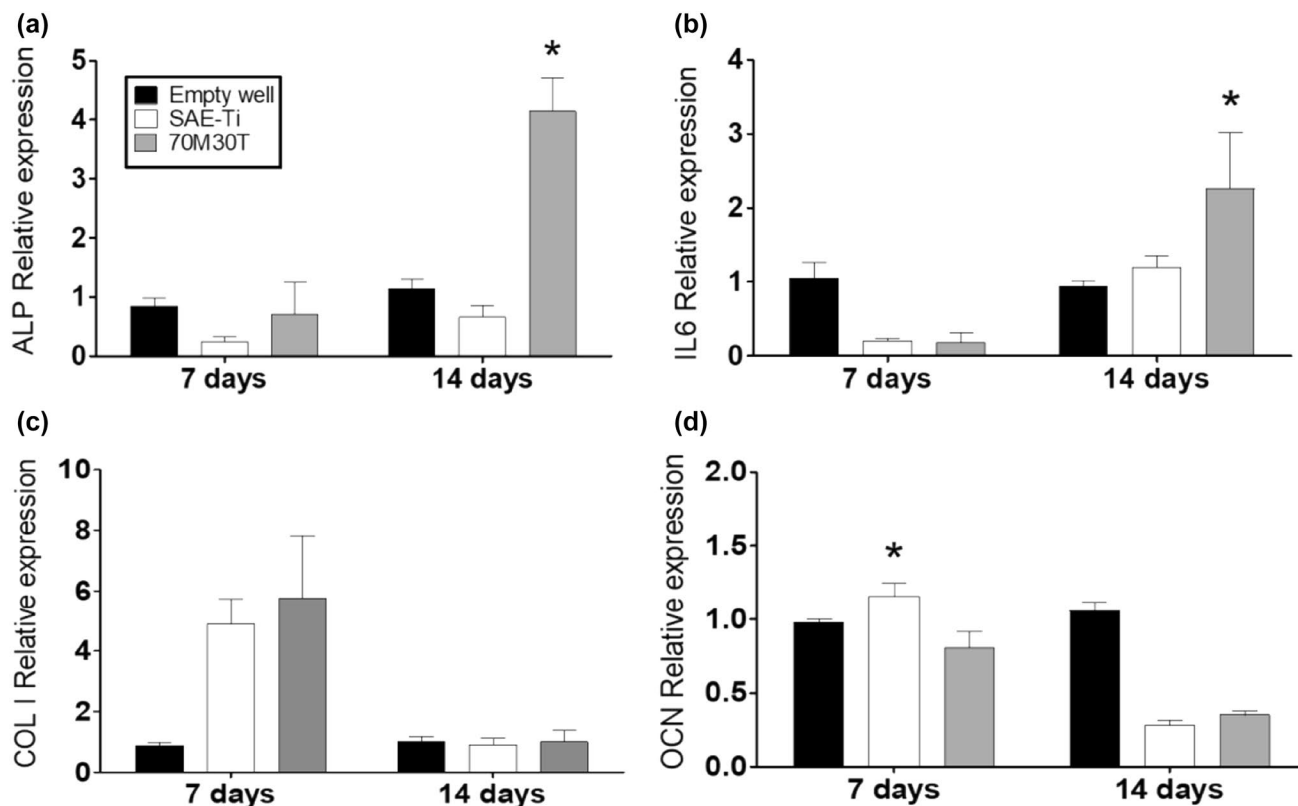 (a)
ALP Relative expression
5
4
3
2
1
0
Empty well
SAE-Ti
70M30T
*
7 days
14 days
(b)
IL6 Relative expression
4
3
2
1
0
*
7 days
14 days
(c)
COL I Relative expression
10
8
6
4
2
0
7 days
14 days
(d)
OCN Relative expression
2.0
1.5
1.0
0.5
0.0
*
7 days
14 days